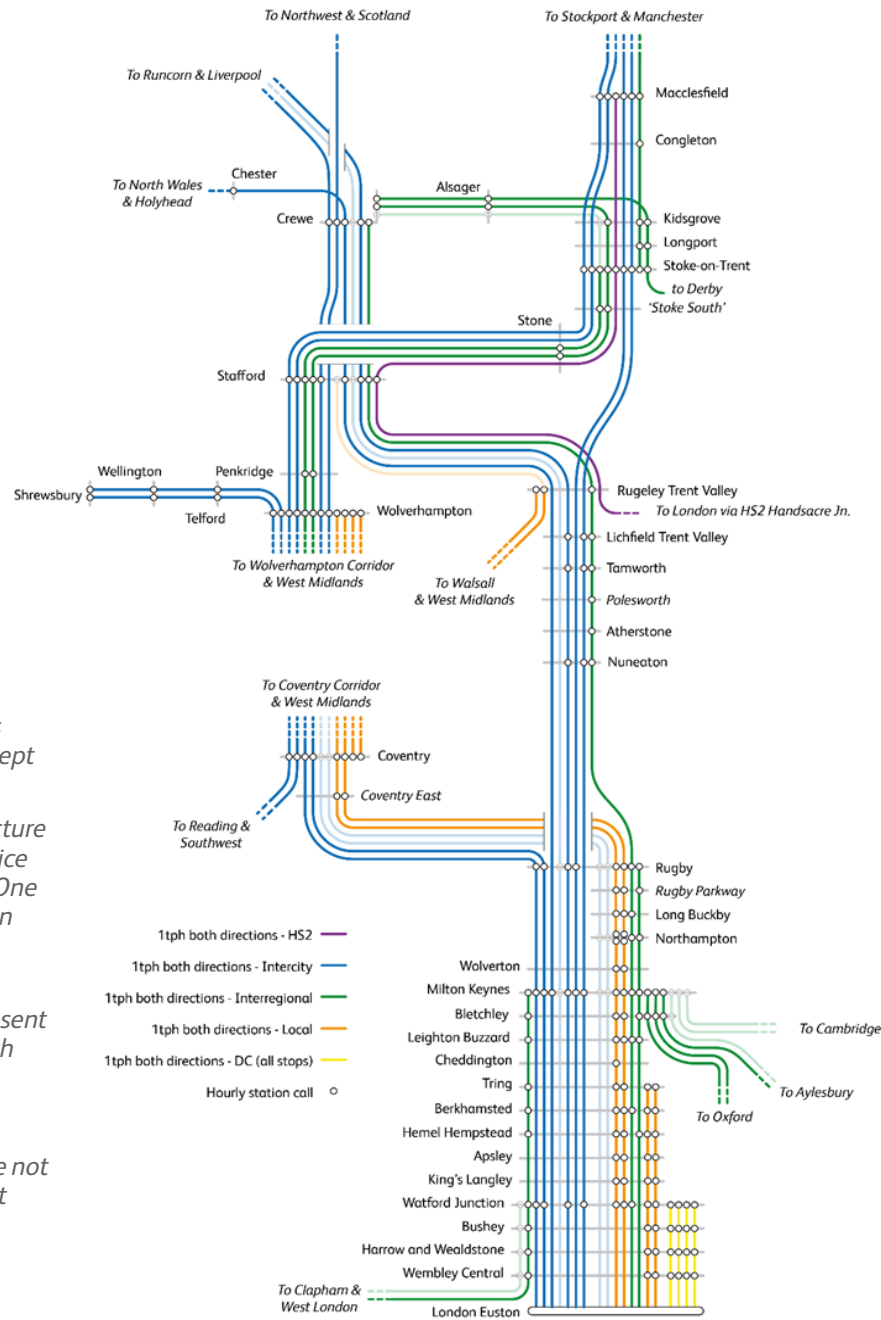 To Northwest & Scotland
To Stockport & Manchester
To Runcorn & Liverpool
Macclesfield
Congleton
Chester
To North Wales
& Holyhead
Alsager
Crewe
Kidsgrove
Longport
Stoke-on-Trent
to Derby
'Stoke South'
Stone
Stafford
Wellington
Penkridge
Shrewsbury
Telford
Rugeley Trent Valley
To London via HS2 Handsacre Jn.
Wolverhampton
Lichfield Trent Valley
To Wolverhampton Corridor
& West Midlands
To Walsall
& West Midlands
Tamworth
Polesworth
Atherstone
Nuneaton
To Coventry Corridor
& West Midlands
ept
Coventry
Coventry East
To Reading &
Southwest
cture
ice
One
n
Rugby
Rugby Parkway
Long Buckby
Northampton
1tph both directions - HS2
1tph both directions - Intercity
1tph both directions - Interregional
1tph both directions - Local
1tph both directions - DC (all stops)
Hourly station call
sent
th
e not
t
Wolverton
Milton Keynes
Bletchley
Leighton Buzzard
Cheddington
Tring
Berkhamsted
Hemel Hempstead
Apsley
King's Langley
Watford Junction
Bushey
Harrow and Wealdstone
Wembley Central
London Euston
To Cambridge
To Aylesbury
To Oxford
To Clapham &
West London